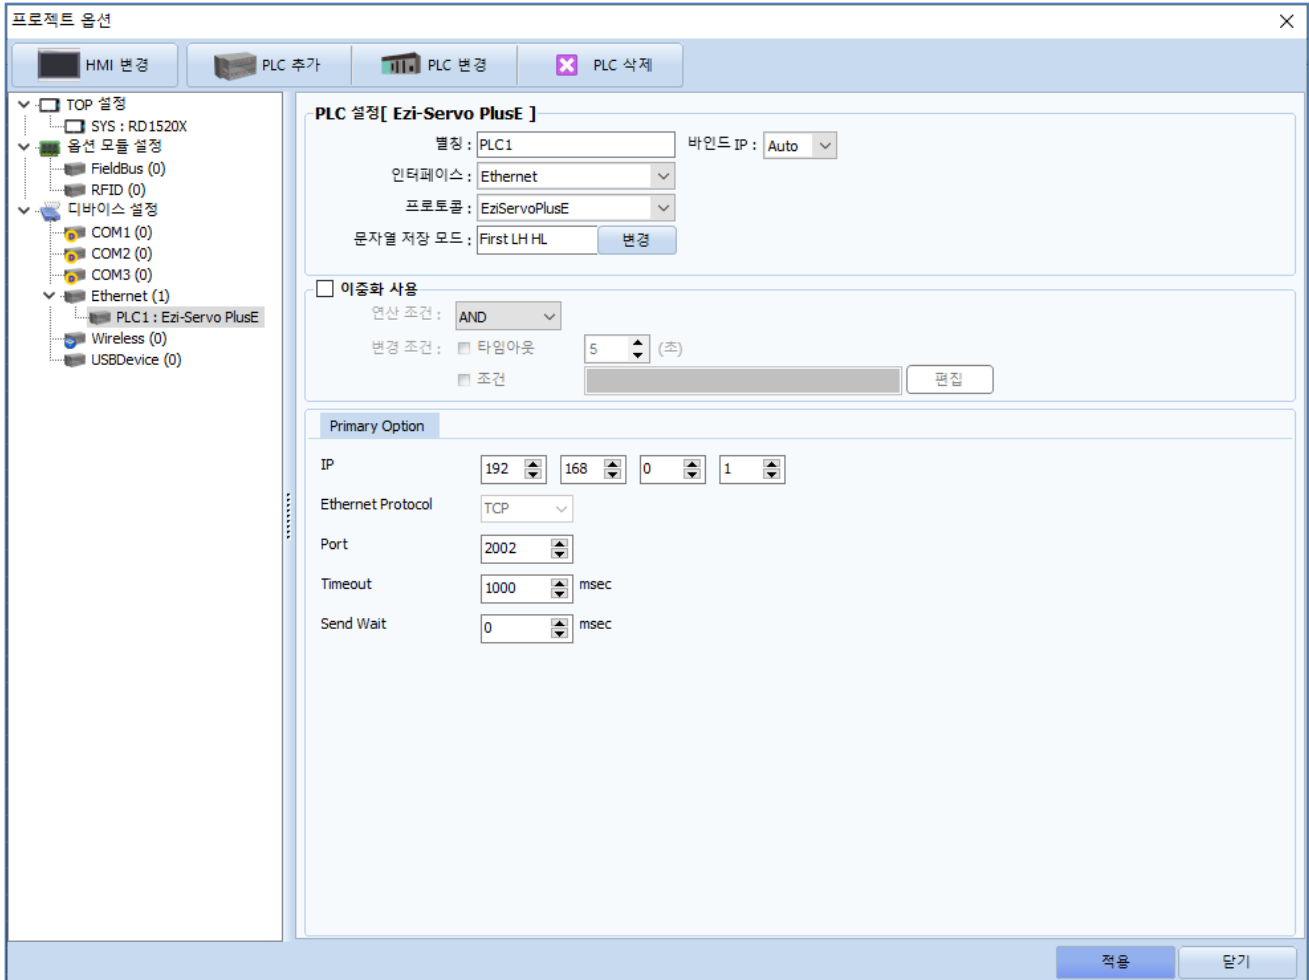 프로젝트 옵션
HMI 변경
PLC 추가
PLC 변경
PLC 삭제
TOP 설정
SYS : RD1520X
옵션 모듈 설정
FieldBus (0)
RFID (0)
디바이스 설정
COM1 (0)
COM2 (0)
COM3 (0)
Ethernet (1)
PLC1 : Ezi-Servo PlusE
Wireless (0)
USBDevice (0)
PLC 설정[ Ezi-Servo PlusE ]
별칭 : PLC1 바인드 IP : Auto
인터페이스 : Ethernet
프로토콜 : EziServoPlusE
문자열 저장 모드 : First LH HL 변경
이중화 사용
연산 조건 : AND
변경 조건 : 타임아웃 5 (초)
조건 편집
Primary Option
IP 192 168 0 1
Ethernet Protocol TCP
Port 2002
Timeout 1000 msec
Send Wait 0 msec
적용 닫기